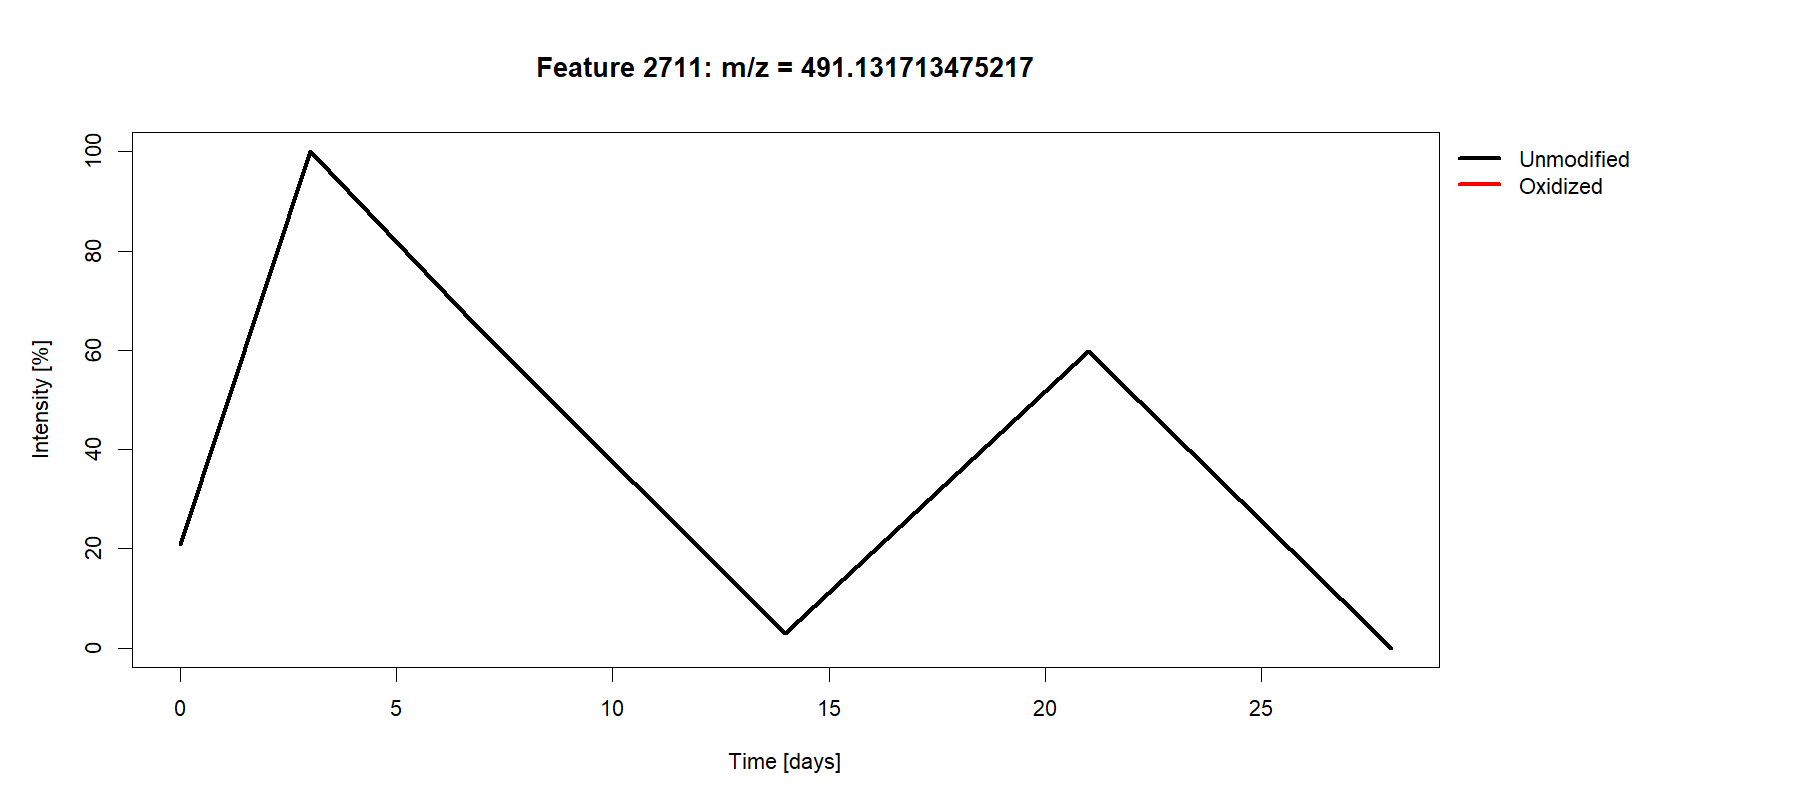 Feature 2711: m/z = 491.131713475217
Unmodified
Oxidized
Intensity [%]
100
80
60
40
20
0
0 5 10 15 20 25
Time [days]